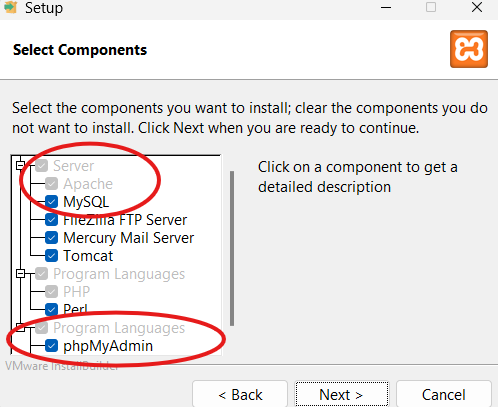 Setup
Select Components
Select the components you want to install; clear the components you do
not want to install. Click Next when you are ready to continue.
Server
Apache
MySQL
FileZilla FTP Server
Mercury Mail Server
Tomcat
Program Languages
PHP
Perl
Program Languages
phpMyAdmin
Click on a component to get a
detailed description
VMware InstallBuilder
< Back
Next >
Cancel